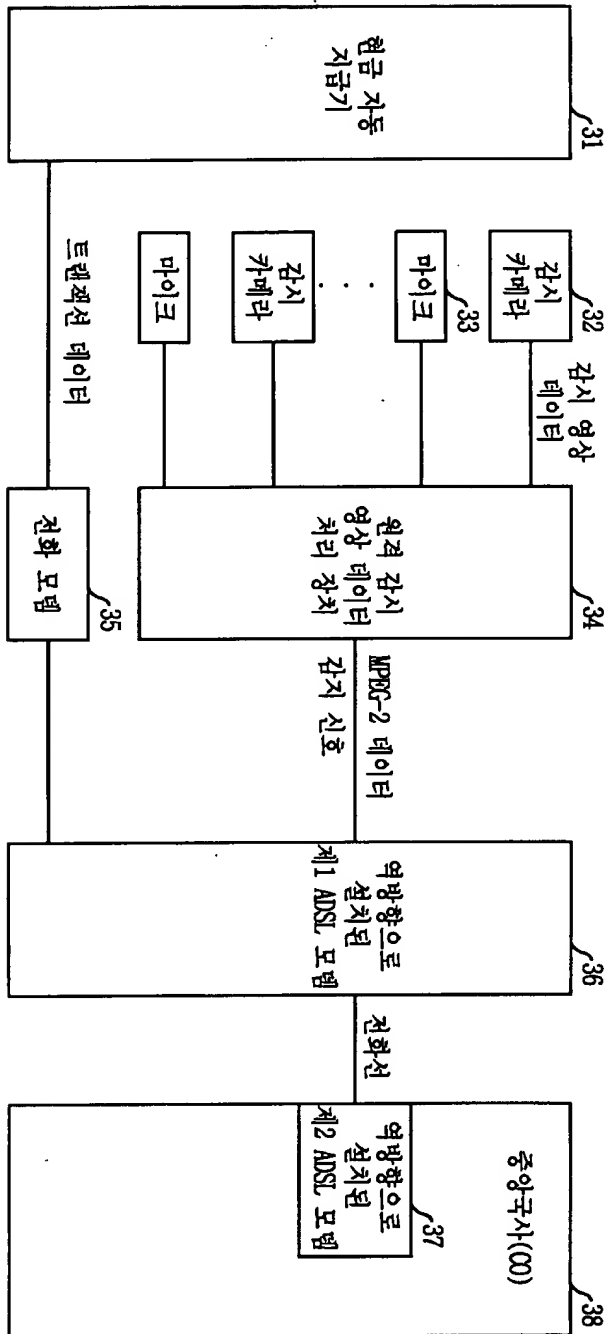 현금 자동
지급기
31
감시
카메라
32
마이크
33
감시
카메라
마이크
감시 영상
데이터
트랜잭션 데이터
원격 감시
영상 데이터
처리 장치
34
전화 모뎀
35
MPEG-2 데이터
감지 신호
역방향으로
설치된
제1 ADSL 모뎀
36
전화선
역방향으로
설치된
제2 ADSL 모뎀
37
중앙국사(CO)
38